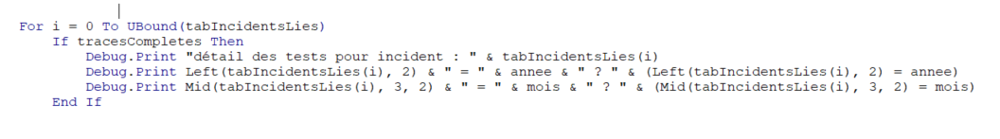 For i = 0 To UBound(tabIncidentsLies)
If tracesCompletes Then
Debug.Print "détail des tests pour incident : " & tabIncidentsLies(i)
Debug.Print Left(tabIncidentsLies(i), 2) & " = " & annee & " ? " & (Left(tabIncidentsLies(i), 2) = annee)
Debug.Print Mid(tabIncidentsLies(i), 3, 2) & " = " & mois & " ? " & (Mid(tabIncidentsLies(i), 3, 2) = mois)
End If